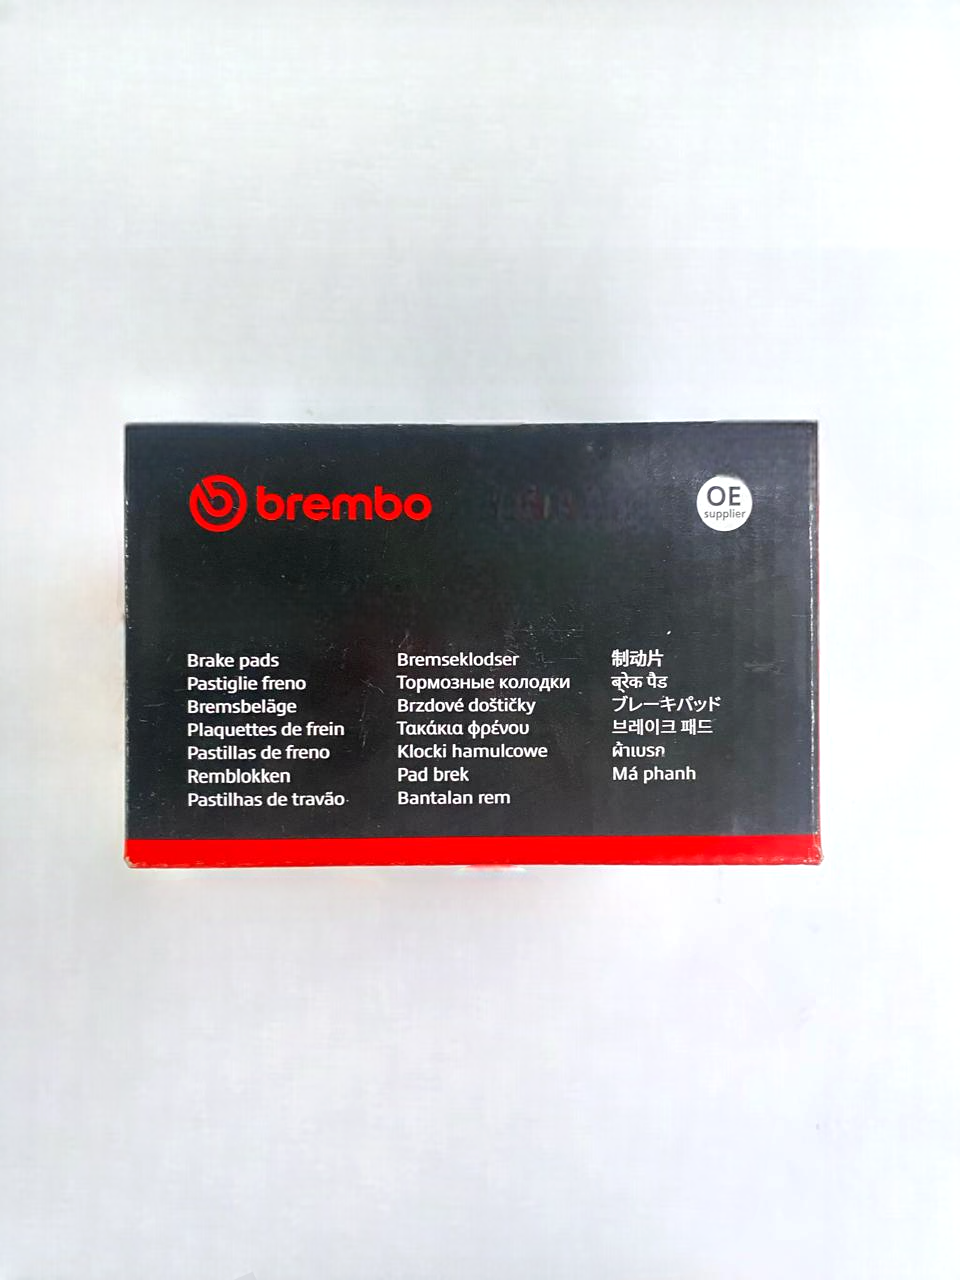 brembo
OE
supplier
Brake pads
Pastiglie freno
Bremsbeläge
Plaquettes de frein
Pastillas de freno
Remblokken
Pastilhas de travão
Bremseklodser
Тормозные колодки
Brzdové doštičky
Τακάκια φρένου
Klocki hamulcowe
Pad brek
Bantalan rem
制动片
ब्रेक पैड
ブレーキパッド
브레이크 패드
ผ้าเบรก
Má phanh